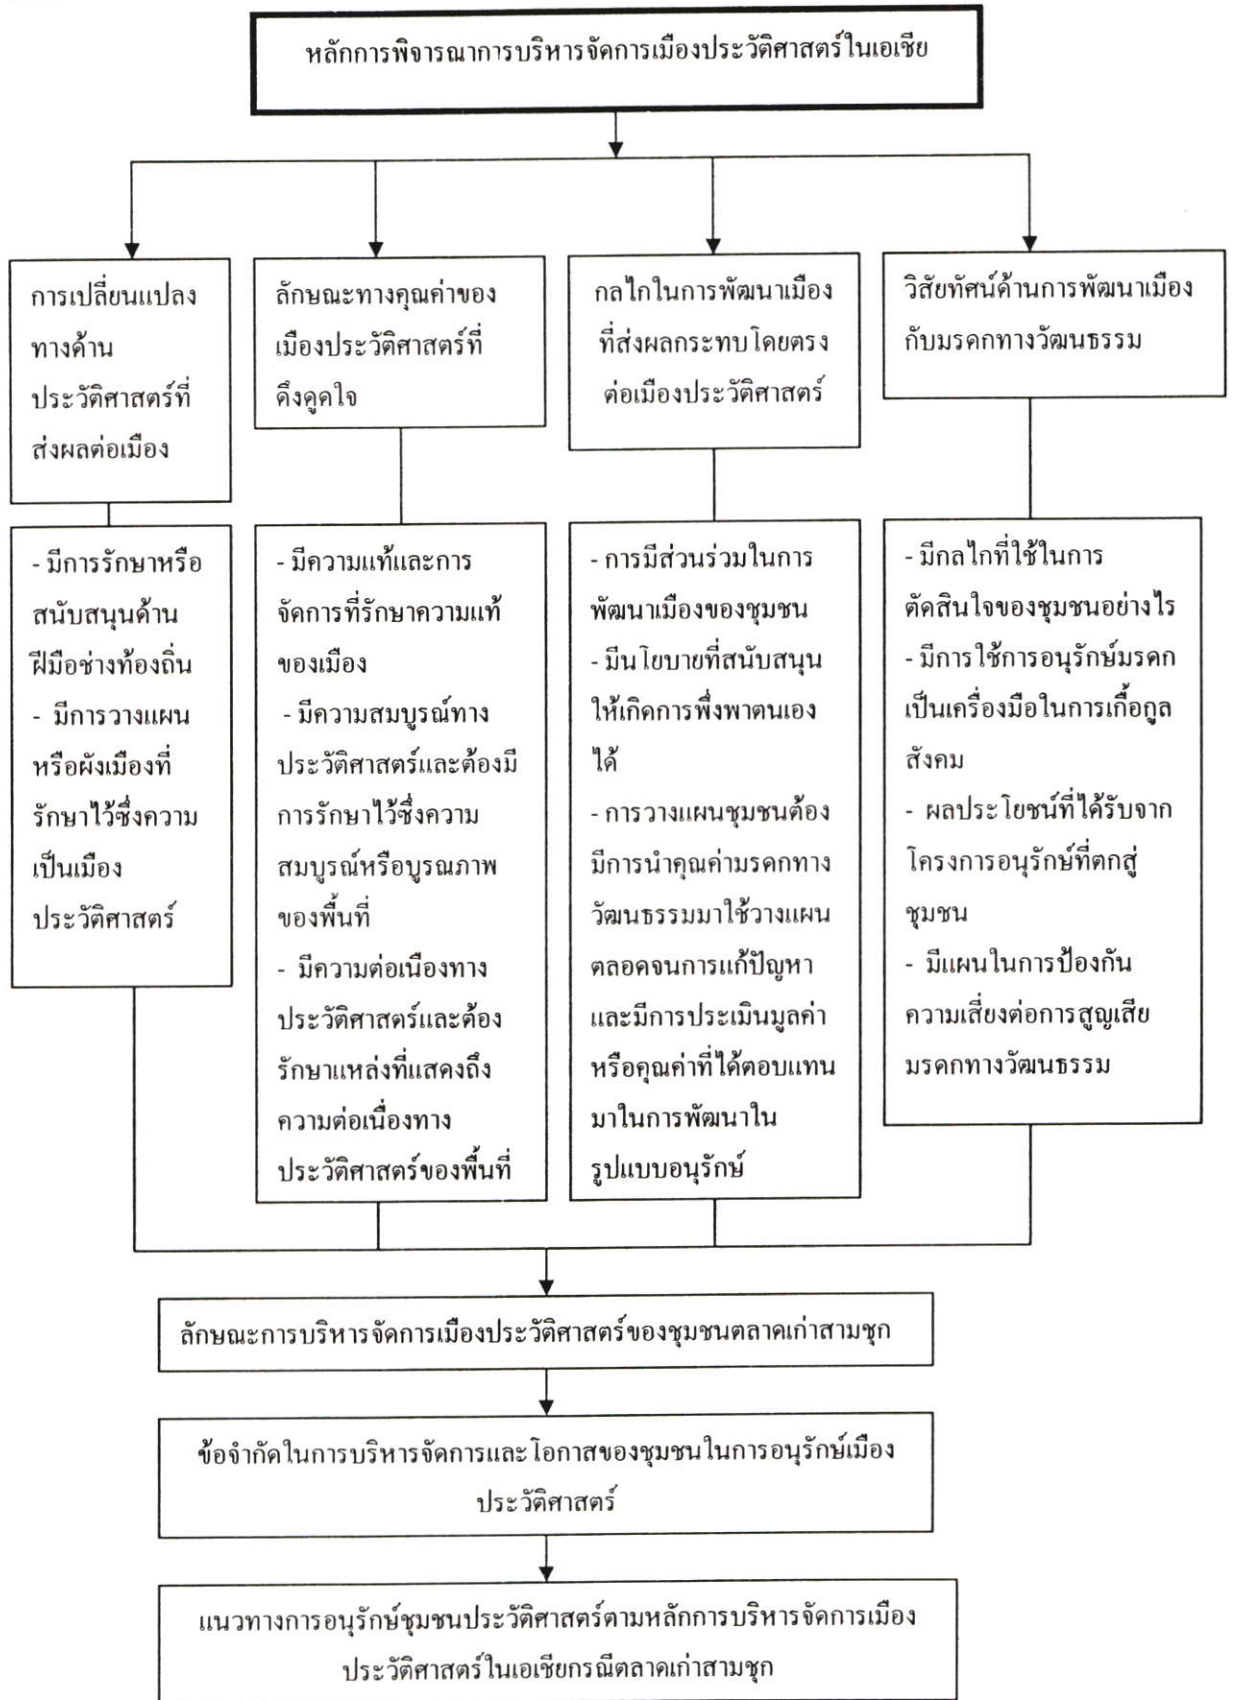 หลักการพิจารณาการบริหารจัดการเมืองประวัติศาสตร์ในเอเชีย
การเปลี่ยนแปลง
ทางด้าน
ประวัติศาสตร์ที่
ส่งผลต่อเมือง
ลักษณะทางคุณค่าของ
เมืองประวัติศาสตร์ที่
ดึงดูดใจ
กลไกในการพัฒนาเมือง
ที่ส่งผลกระทบโดยตรง
ต่อเมืองประวัติศาสตร์
วิสัยทัศน์ด้านการพัฒนาเมือง
กับมรดกทางวัฒนธรรม
- มีการรักษาหรือ
สนับสนุนด้าน
ฝีมือช่างท้องถิ่น
- มีการวางแผน
หรือผังเมืองที่
รักษาไว้ซึ่งความ
เป็นเมือง
ประวัติศาสตร์
- มีความแท้และการ
จัดการที่รักษาความแท้
ของเมือง
- มีความสมบูรณ์ทาง
ประวัติศาสตร์และต้องมี
การรักษาไว้ซึ่งความ
สมบูรณ์หรือบูรณภาพ
ของพื้นที่
- มีความต่อเนื่องทาง
ประวัติศาสตร์และต้อง
รักษาแหล่งที่แสดงถึง
ความต่อเนื่องทาง
ประวัติศาสตร์ของพื้นที่
- การมีส่วนร่วมในการ
พัฒนาเมืองของชุมชน
- มีนโยบายที่สนับสนุน
ให้เกิดการพึ่งพาตนเอง
ได้
- การวางแผนชุมชนต้อง
มีการนำคุณค่ามรดกทาง
วัฒนธรรมมาใช้วางแผน
ตลอดจนการแก้ปัญหา
และมีการประเมินมูลค่า
หรือคุณค่าที่ได้ตอบแทน
มาในการพัฒนาใน
รูปแบบอนุรักษ์
- มีกลไกที่ใช้ในการ
ตัดสินใจของชุมชนอย่างไร
- มีการใช้การอนุรักษ์มรดก
เป็นเครื่องมือในการเกื้อกูล
สังคม
- ผลประโยชน์ที่ได้รับจาก
โครงการอนุรักษ์ที่ตกสู่
ชุมชน
- มีแผนในการป้องกัน
ความเสี่ยงต่อการสูญเสีย
มรดกทางวัฒนธรรม
ลักษณะการบริหารจัดการเมืองประวัติศาสตร์ของชุมชนตลาดเก่าสามชุก
ข้อจำกัดในการบริหารจัดการและโอกาสของชุมชนในการอนุรักษ์เมือง
ประวัติศาสตร์
แนวทางการอนุรักษ์ชุมชนประวัติศาสตร์ตามหลักการบริหารจัดการเมือง
ประวัติศาสตร์ในเอเชียกรณีตลาดเก่าสามชุก